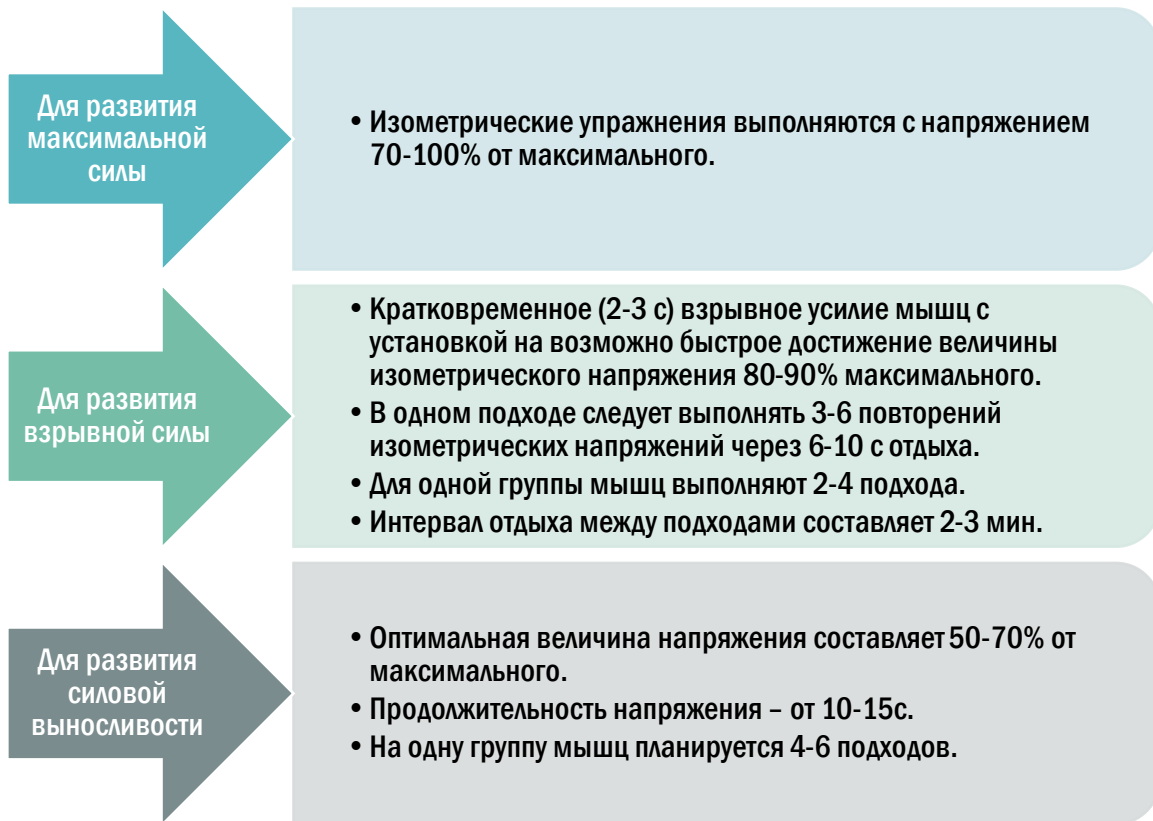 Для развития
максимальной
силы
• Изометрические упражнения выполняются с напряжением
70-100% от максимального.
Для развития
взрывной силы
• Кратковременное (2-3 с) взрывное усилие мышц с
установкой на возможно быстрое достижение величины
изометрического напряжения 80-90% максимального.
• В одном подходе следует выполнять 3-6 повторений
изометрических напряжений через 6-10 с отдыха.
• Для одной группы мышц выполняют 2-4 подхода.
• Интервал отдыха между подходами составляет 2-3 мин.
Для развития
силовой
выносливости
• Оптимальная величина напряжения составляет 50-70% от
максимального.
• Продолжительность напряжения – от 10-15с.
• На одну группу мышц планируется 4-6 подходов.